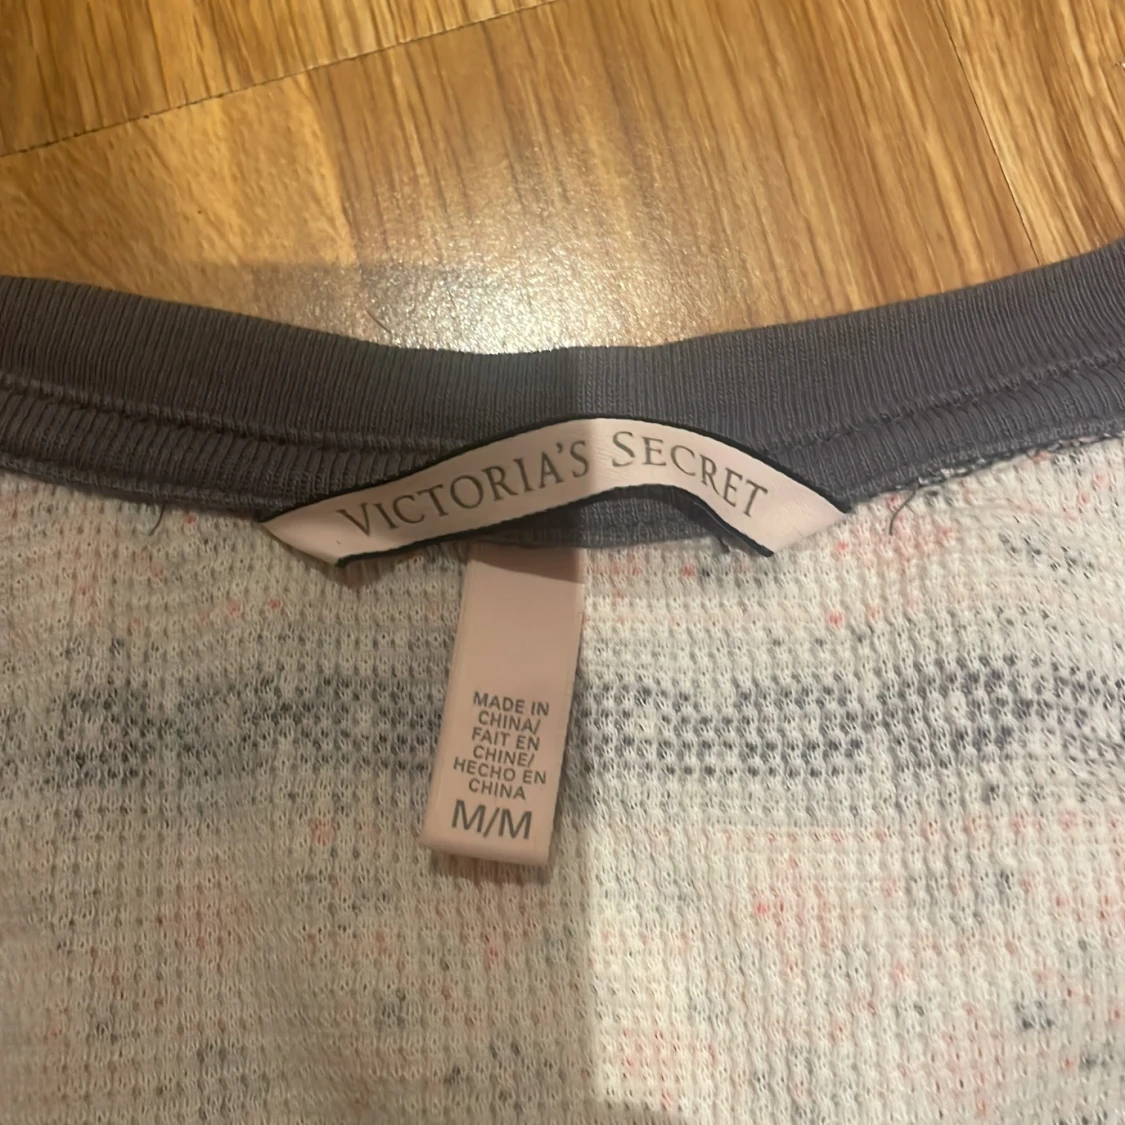 VICTORIA'S SECRET
MADE IN
CHINA/
FAIT EN
CHINE/
HECHO EN
CHINA
M/M